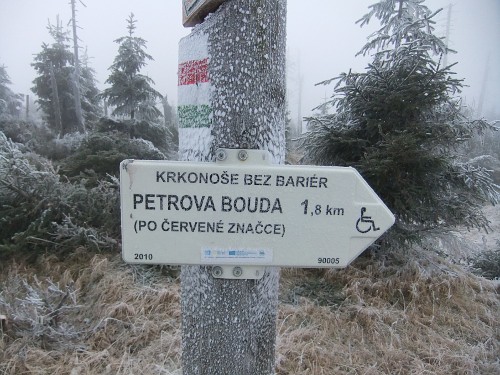 KRKONOŠE BEZ BARIÉR
PETROVA BOUDA 1,8 km
(PO ČERVENÉ ZNAČCE)
2010 90005